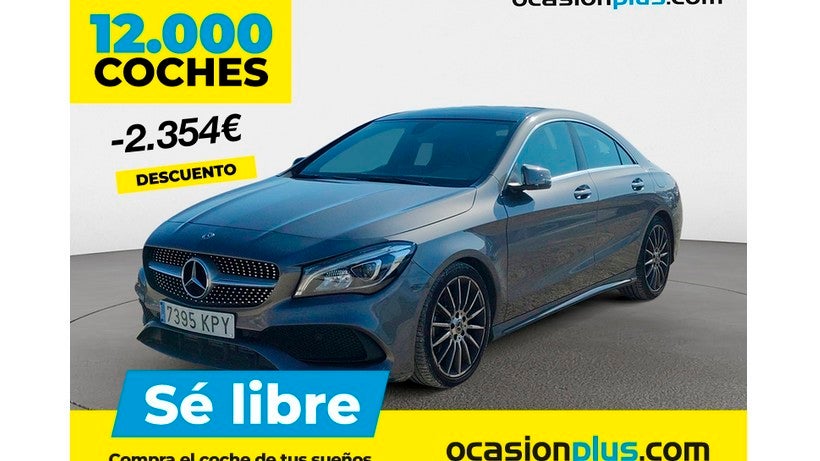 ocasionplus.com
12.000
COCHES
-2.354€
DESCUENTO
7395 KPY
Sé libre
Compra el coche de tus sueños
ocasionplus.com